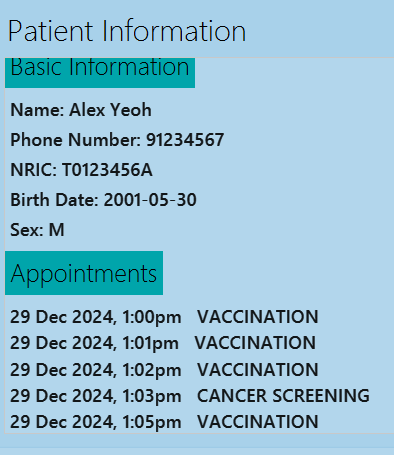 Patient Information
Basic Information
Name: Alex Yeoh
Phone Number: 91234567
NRIC: T0123456A
Birth Date: 2001-05-30
Sex: M
Appointments
29 Dec 2024, 1:00pm VACCINATION
29 Dec 2024, 1:01pm VACCINATION
29 Dec 2024, 1:02pm VACCINATION
29 Dec 2024, 1:03pm CANCER SCREENING
29 Dec 2024, 1:05pm VACCINATION